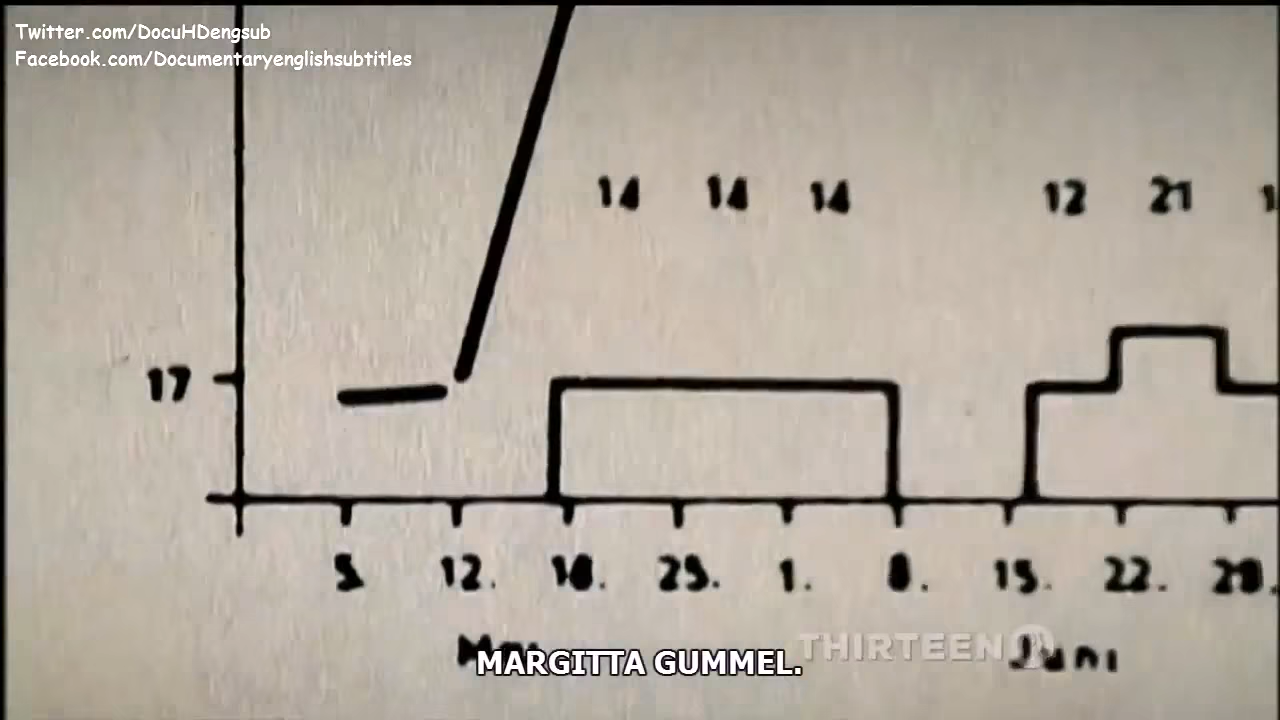 Twitter.com/DocuHDengsub
Facebook.com/Documentaryenglishsubtitles
14 14 14 12 21
17
5 12. 18. 25. 1. 8. 15. 22. 29.
THIRTEEN
Juni
MARGITTA GUMMEL.